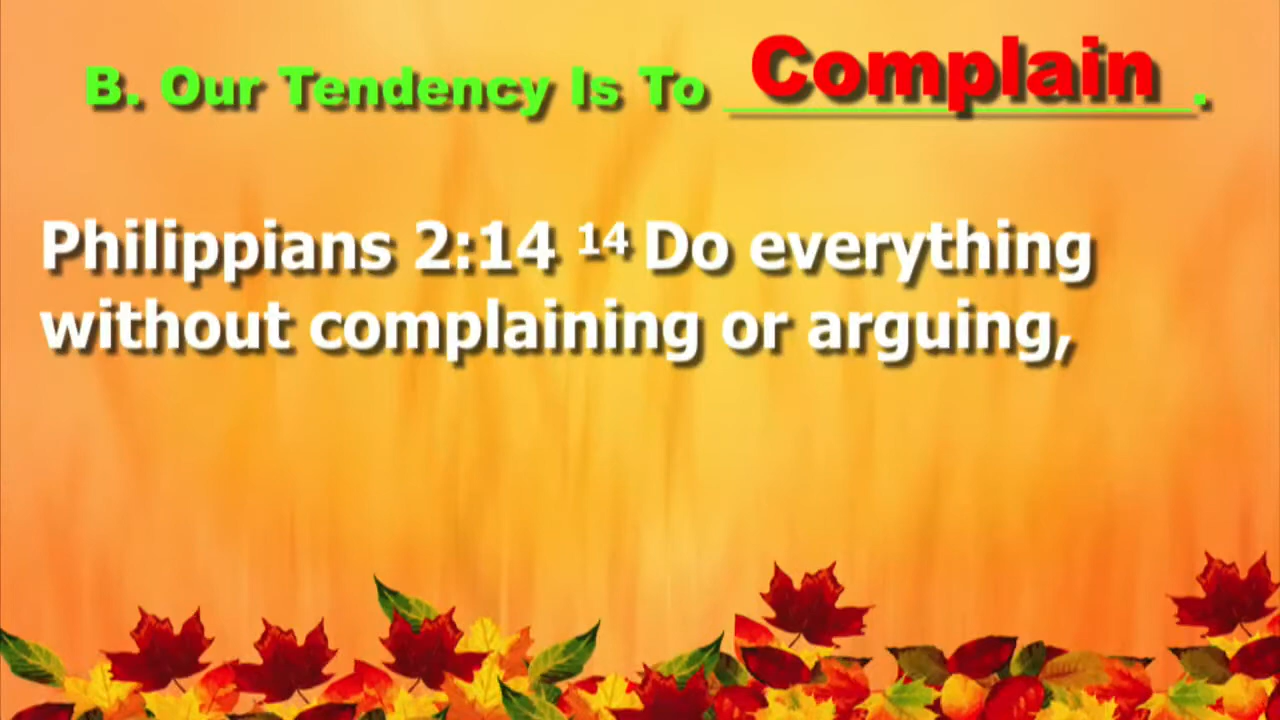 B. Our Tendency Is To Complain.
Philippians 2:14 14 Do everything
without complaining or arguing,